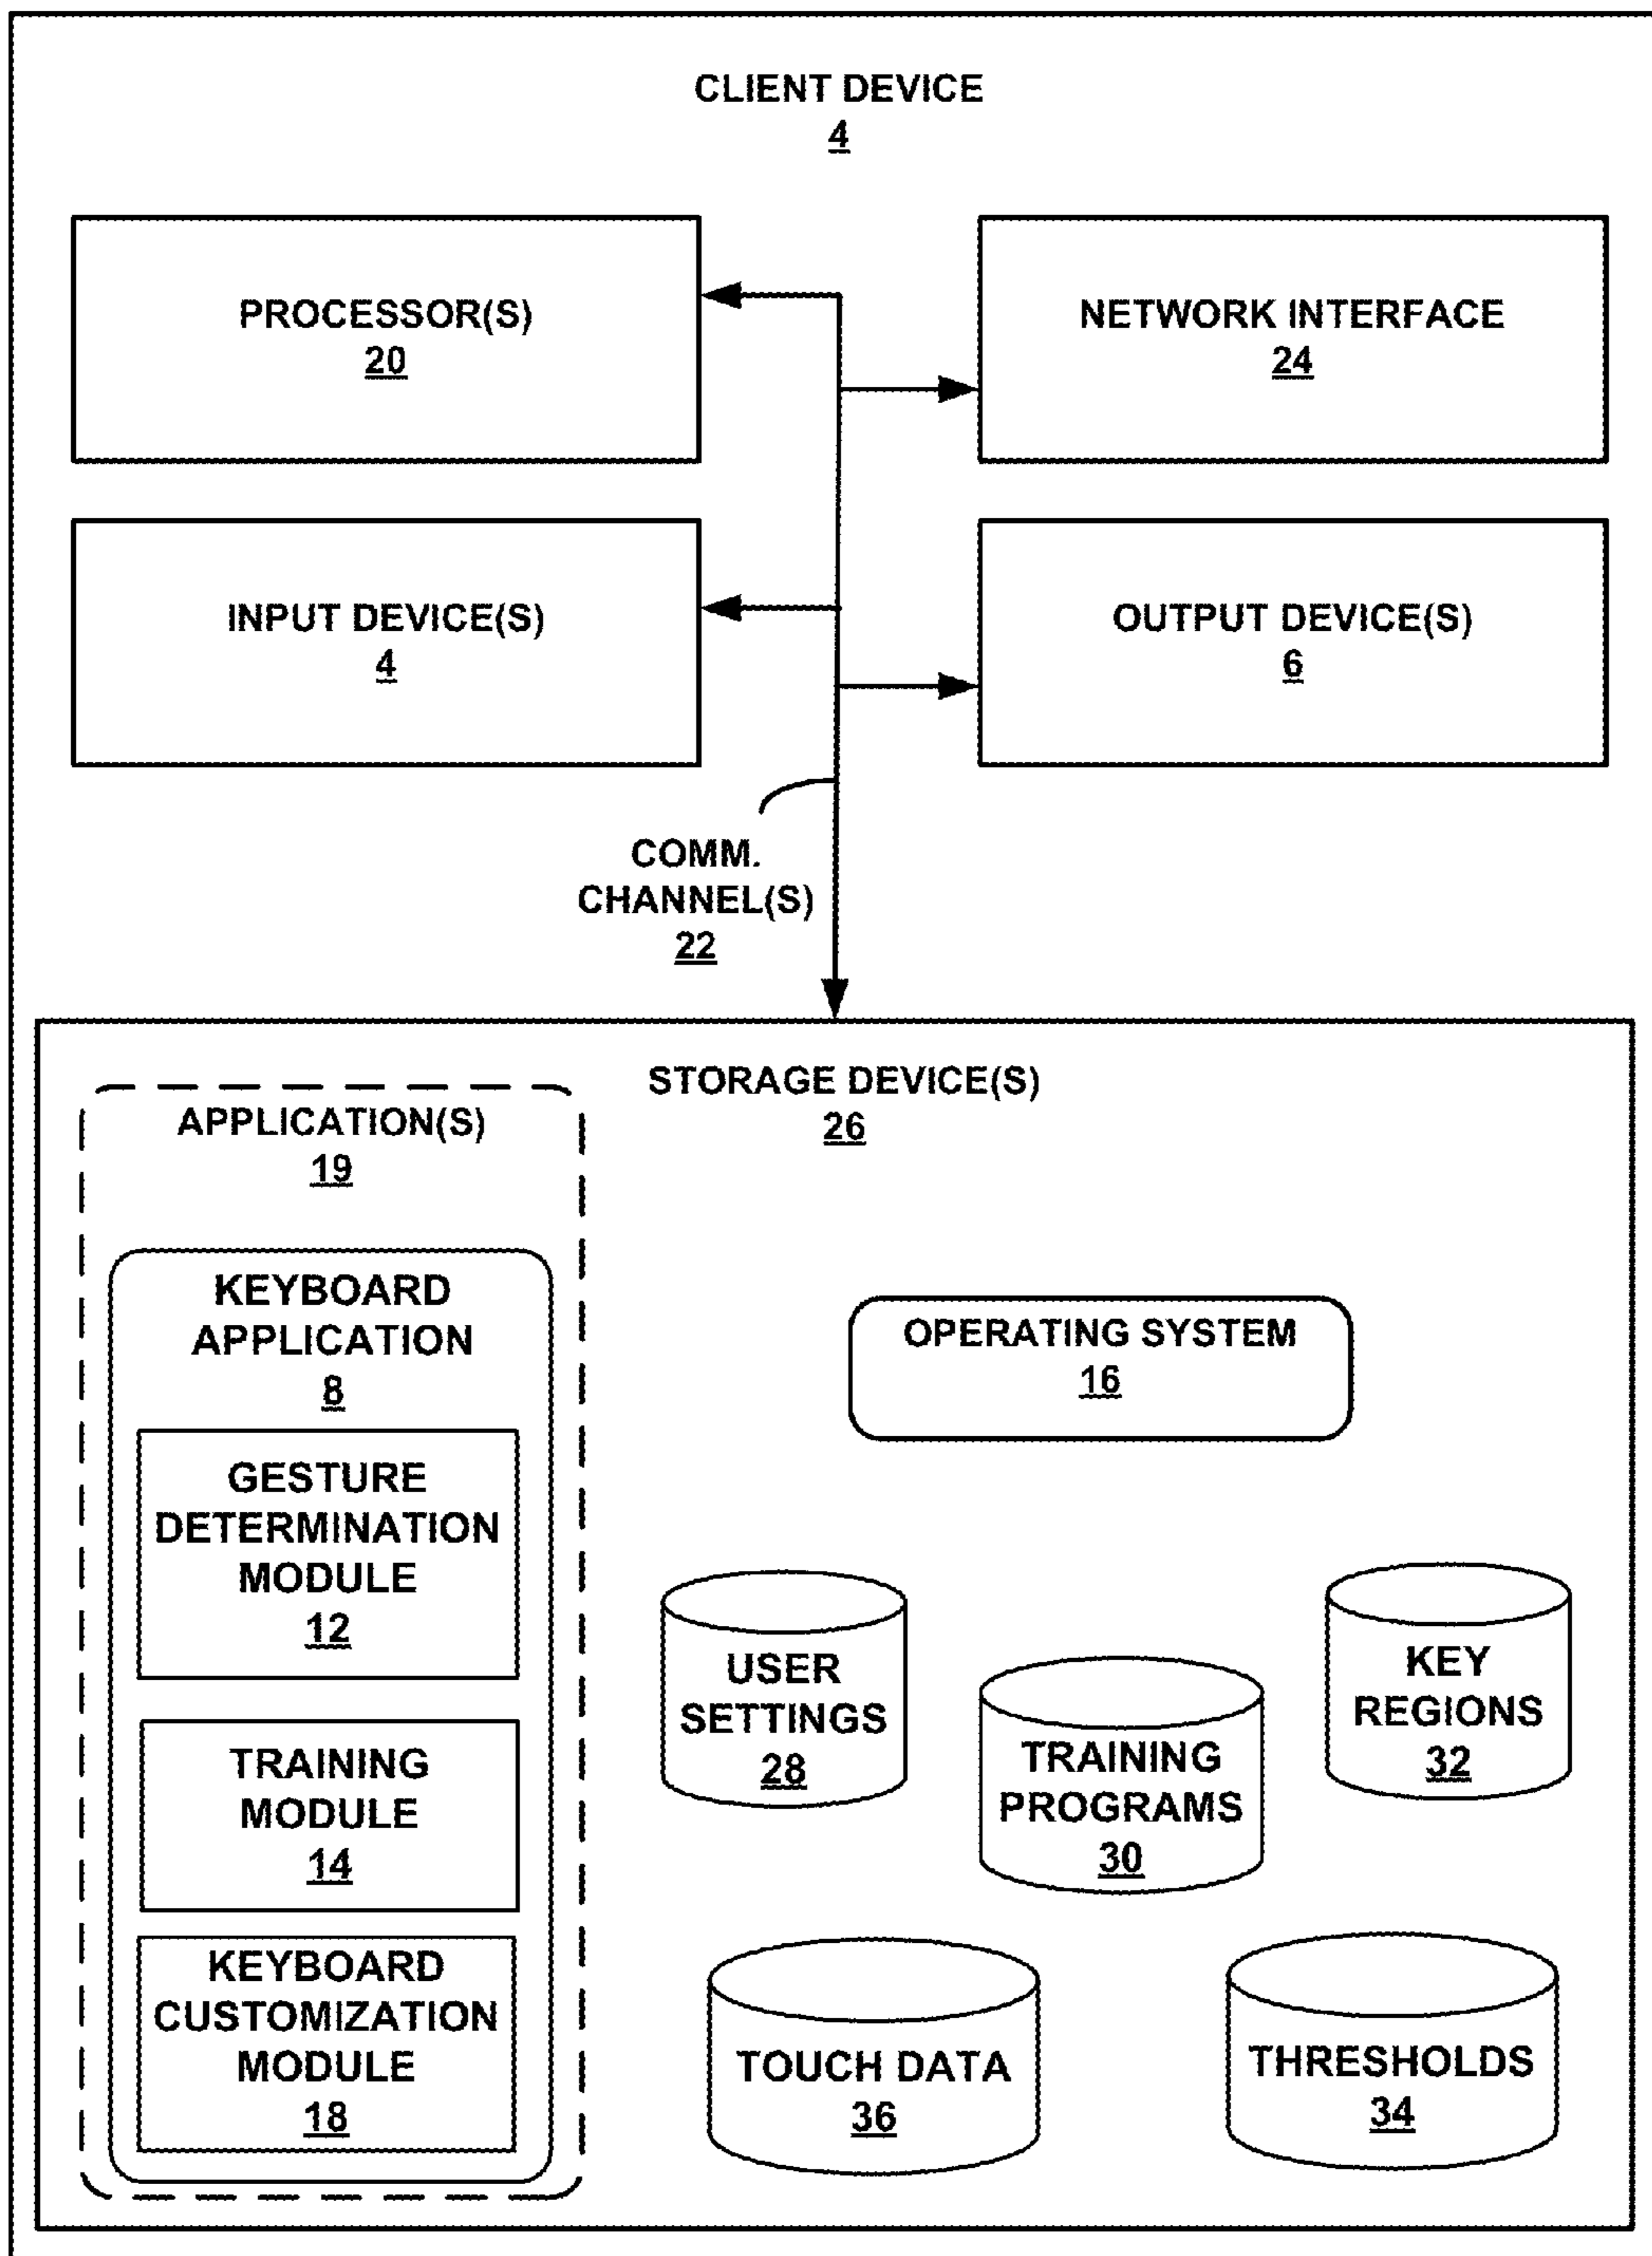 CLIENT DEVICE
4
PROCESSOR(S)
20
NETWORK INTERFACE
24
INPUT DEVICE(S)
4
OUTPUT DEVICE(S)
6
COMM.
CHANNEL(S)
22
STORAGE DEVICE(S)
26
APPLICATION(S)
19
KEYBOARD
APPLICATION
8
GESTURE
DETERMINATION
MODULE
12
TRAINING
MODULE
14
KEYBOARD
CUSTOMIZATION
MODULE
18
OPERATING SYSTEM
16
USER
SETTINGS
28
TRAINING
PROGRAMS
30
KEY
REGIONS
32
TOUCH DATA
36
THRESHOLDS
34